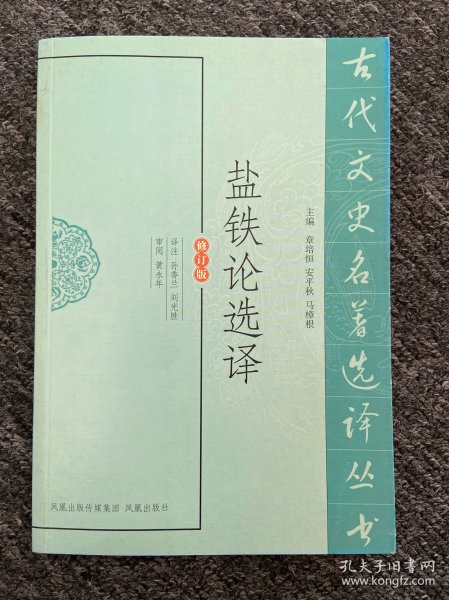 古代文史名著选译丛书
主编 章培恒 安平秋 马樟根
盐铁论选译
修订版
译注 孙香兰 刘光胜
审阅 黄永年
凤凰出版传媒集团 凤凰出版社
孔夫子旧书网
www.kongfz.com